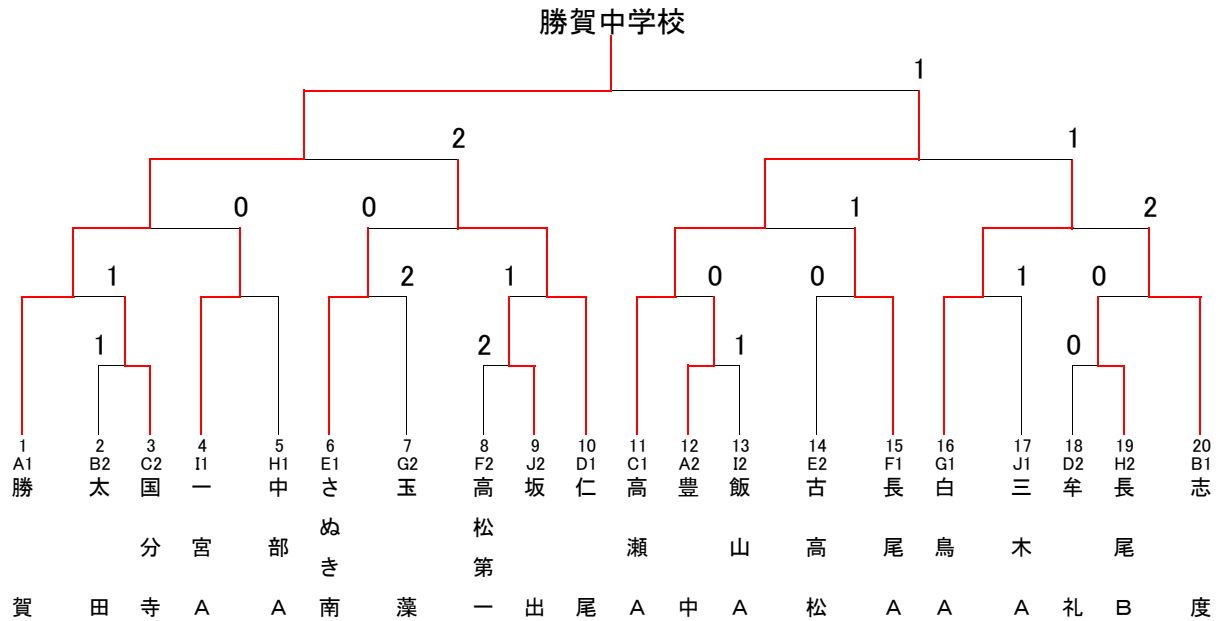 勝賀中学校
1
2 1
0 0 1 2
1 2 1 0 0 1 0
1 2 1 0
1 2 3 4 5 6 7 8 9 10 11 12 13 14 15 16 17 18 19 20
A1 B2 C2 I1 H1 E1 G2 F2 J2 D1 C1 A2 I2 E2 F1 G1 J1 D2 H2 B1
勝賀
太田
国分寺
一宮A
中部A
さぬき南
玉藻
高松第一
坂出
仁尾
高瀬A
豊中
飯山A
古高松
長尾A
白鳥A
三木A
牟礼
長尾B
志度